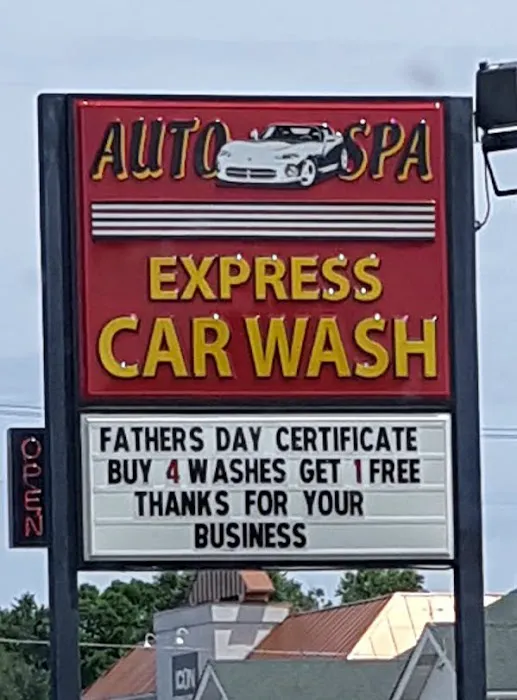 AUTO SPA
EXPRESS
CAR WASH
FATHERS DAY CERTIFICATE
BUY 4 WASHES GET 1 FREE
THANKS FOR YOUR
BUSINESS
OPEN
ICON